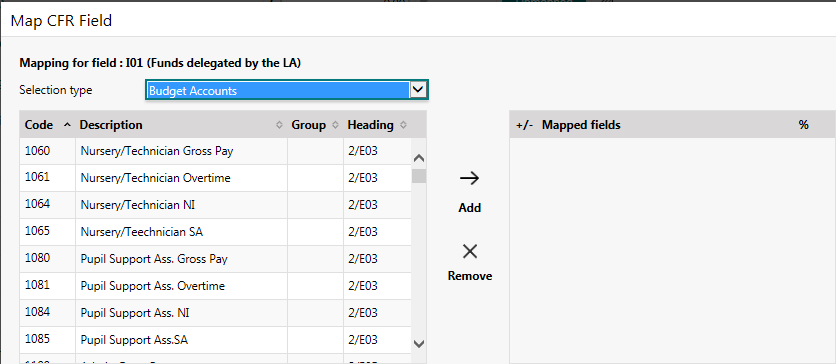 Map CFR Field
Mapping for field : I01 (Funds delegated by the LA)
Selection type Budget Accounts
Code Description Group Heading +/- Mapped fields %
1060 Nursery/Technician Gross Pay 2/E03
1061 Nursery/Technician Overtime 2/E03
1064 Nursery/Technician NI 2/E03
1065 Nursery/Teechnician SA 2/E03
1080 Pupil Support Ass. Gross Pay 2/E03
1081 Pupil Support Ass. Overtime 2/E03
1084 Pupil Support Ass. NI 2/E03
1085 Pupil Support Ass.SA 2/E03
Add
Remove